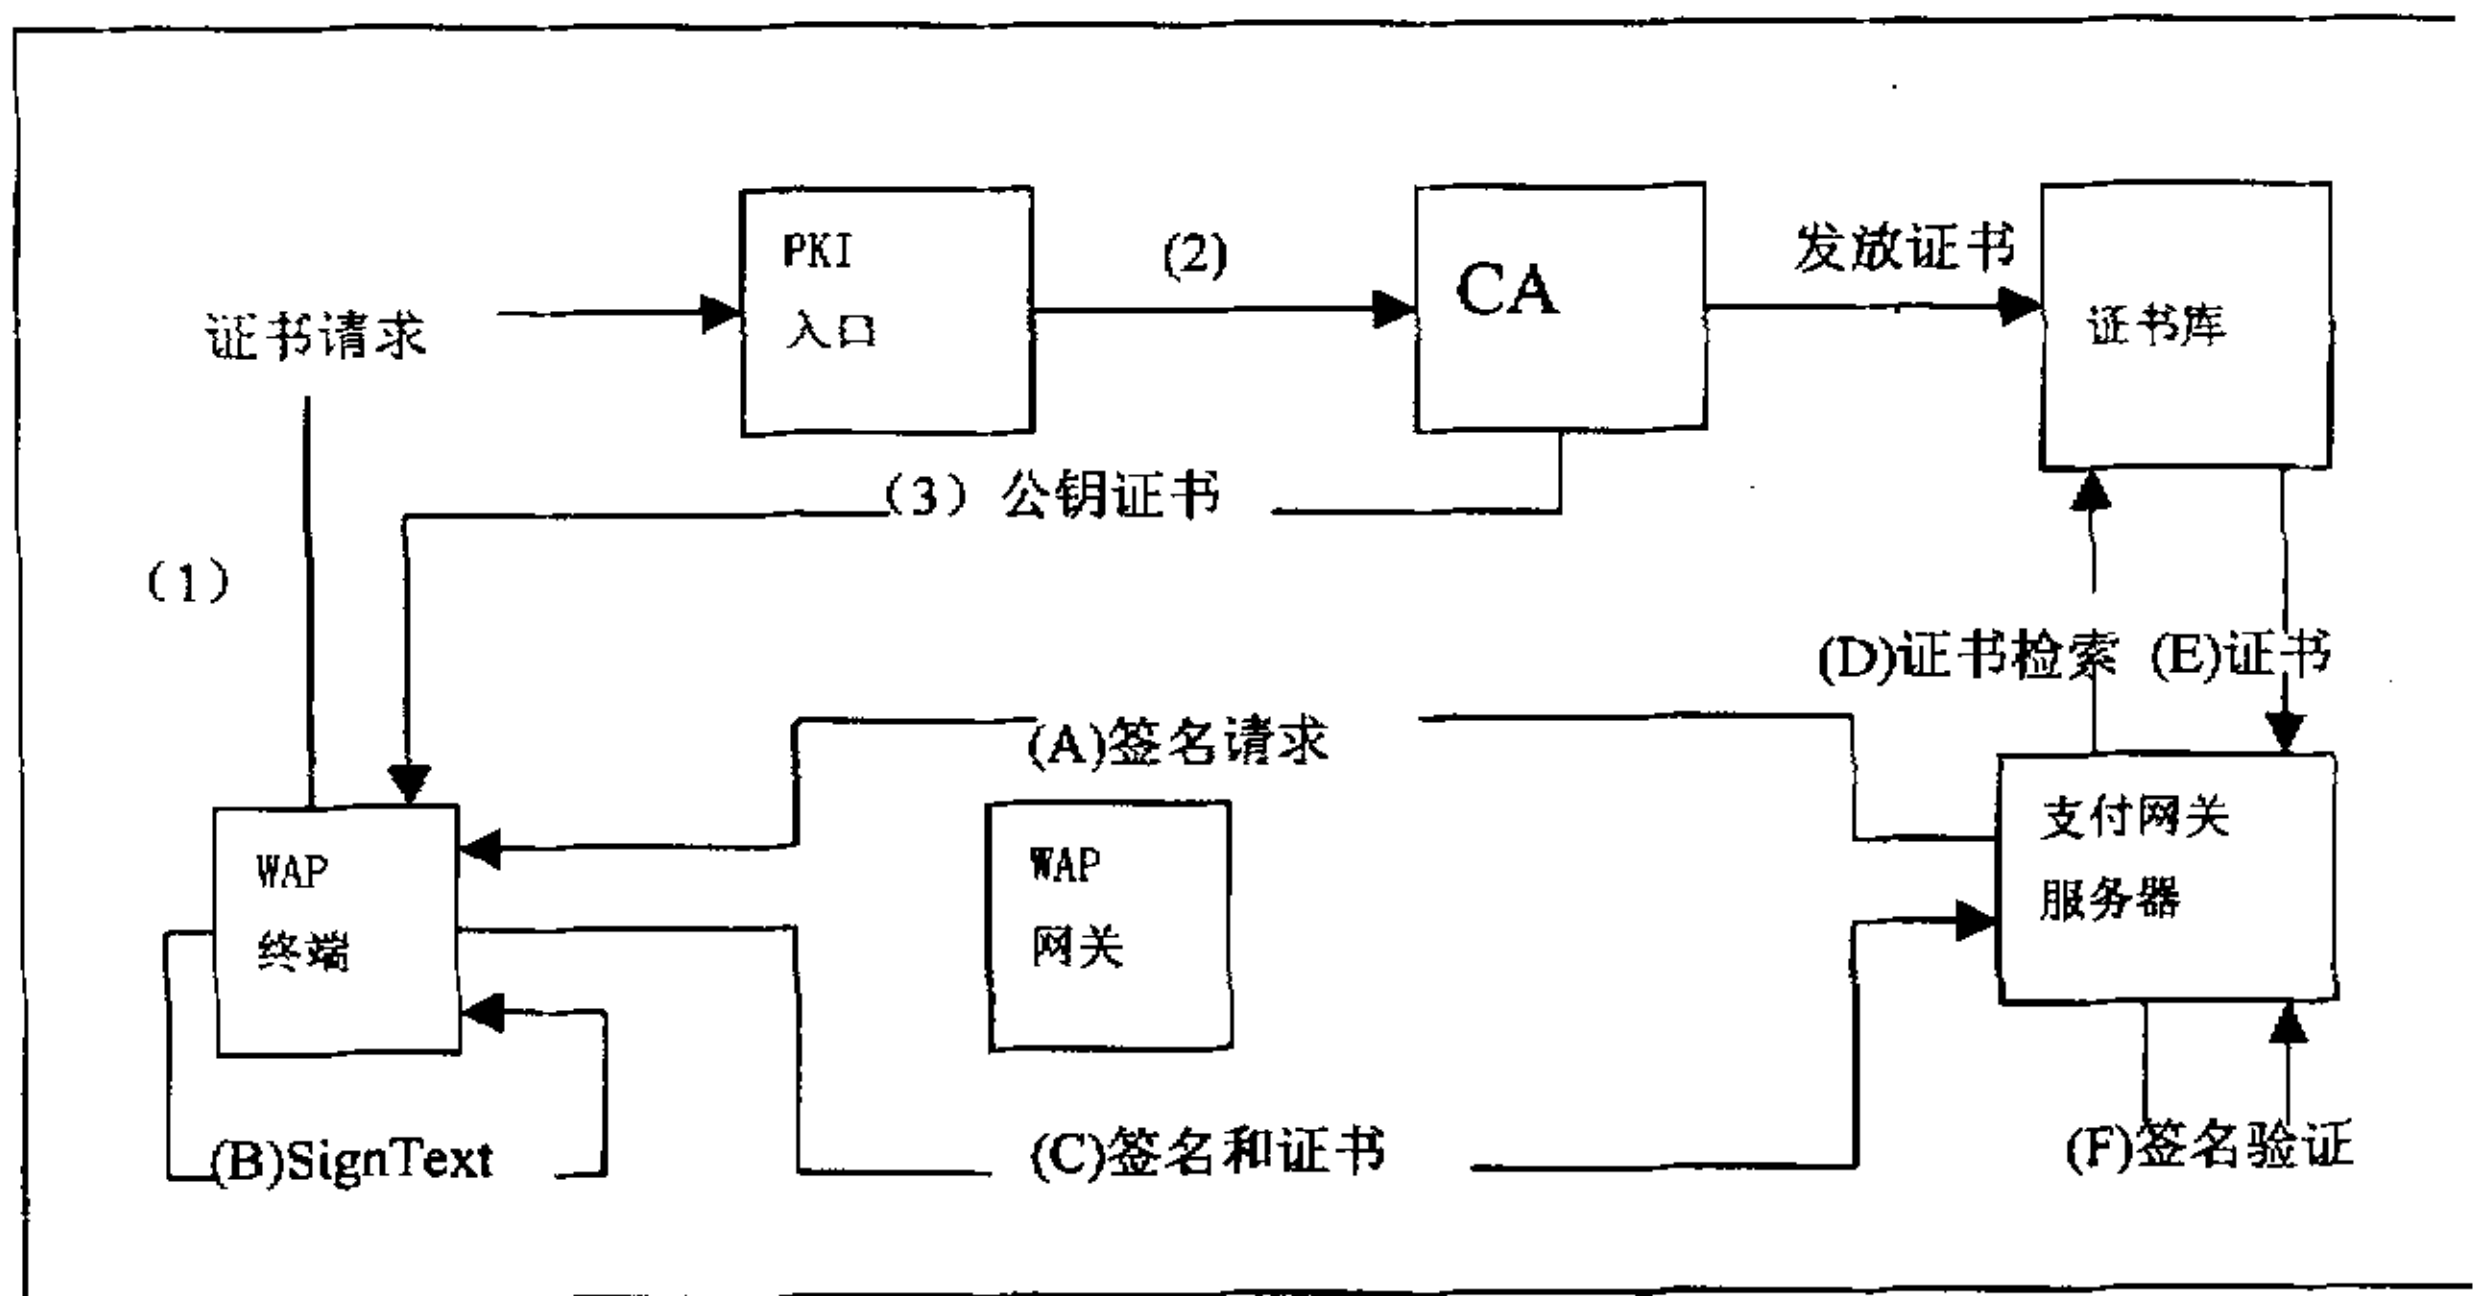 PKI
入口
(2)
CA
发放证书
证书库
证书请求
（3）公钥证书
（1）
(D)证书检索
(E)证书
(A)签名请求
WAP
终端
WAP
网关
支付网关
服务器
(B)SignText
(C)签名和证书
(F)签名验证